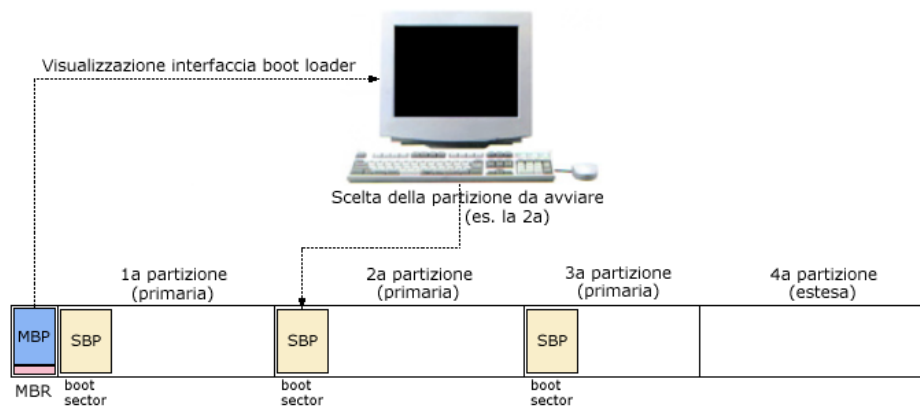 Visualizzazione interfaccia boot loader
Scelta della partizione da avviare
(es. la 2a)
1a partizione
(primaria)
2a partizione
(primaria)
3a partizione
(primaria)
4a partizione
(estesa)
MBP
SBP
SBP
SBP
MBR
boot
sector
boot
sector
boot
sector